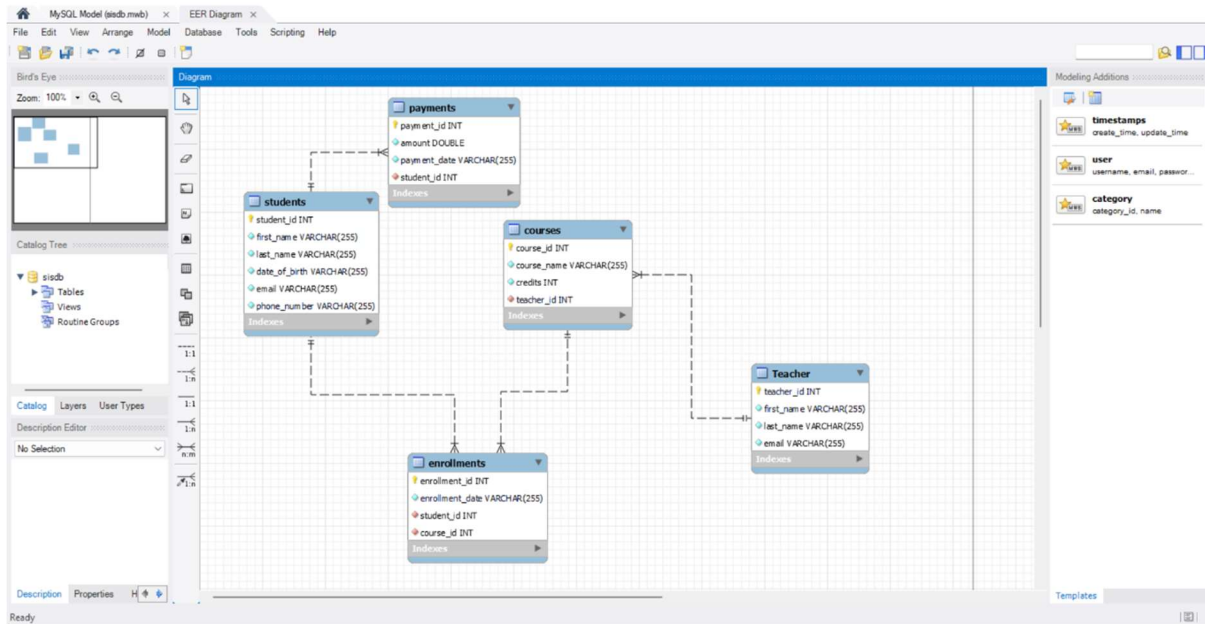 MySQL Model (sisdb.mwb) ×
EER Diagram ×
File Edit View Arrange Model Database Tools Scripting Help
Bird's Eye
Zoom: 100%
Catalog Tree
sisdb
Tables
Views
Routine Groups
Catalog Layers User Types
Description Editor
No Selection
Description Properties H
Ready
Diagram
1:1
1:n
1:1
1:n
n:m
1:n
payments
payment_id INT
amount DOUBLE
payment_date VARCHAR(255)
student_id INT
Indexes
students
student_id INT
first_name VARCHAR(255)
last_name VARCHAR(255)
date_of_birth VARCHAR(255)
email VARCHAR(255)
phone_number VARCHAR(255)
Indexes
courses
course_id INT
course_name VARCHAR(255)
credits INT
teacher_id INT
Indexes
Teacher
teacher_id INT
first_name VARCHAR(255)
last_name VARCHAR(255)
email VARCHAR(255)
Indexes
enrollments
enrollment_id INT
enrollment_date VARCHAR(255)
student_id INT
course_id INT
Indexes
Modeling Additions
timestamps
create_time, update_time
user
username, email, passwor...
category
category_id, name
Templates